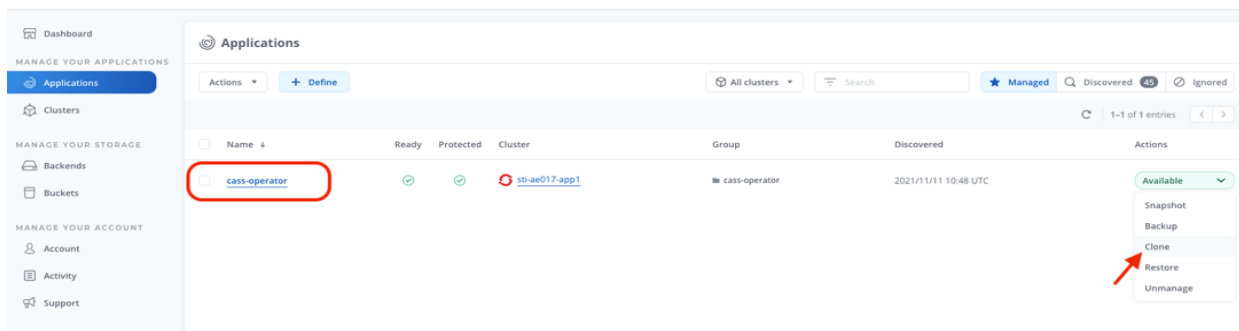 Dashboard
MANAGE YOUR APPLICATIONS
Applications
Clusters
MANAGE YOUR STORAGE
Backends
Buckets
MANAGE YOUR ACCOUNT
Account
Activity
Support
Applications
Actions + Define All clusters Search Managed Discovered 45 Ignored
1-1 of 1 entries
Name Ready Protected Cluster Group Discovered Actions
cass-operator sti-ae017-app1 cass-operator 2021/11/11 10:48 UTC Available
Snapshot
Backup
Clone
Restore
Unmanage